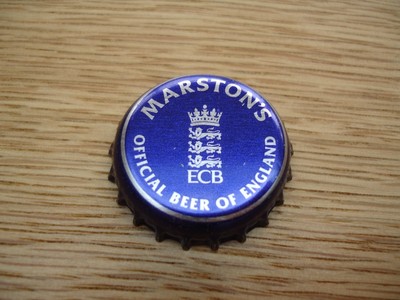 MARSTON'S
ECB
OFFICIAL BEER OF ENGLAND